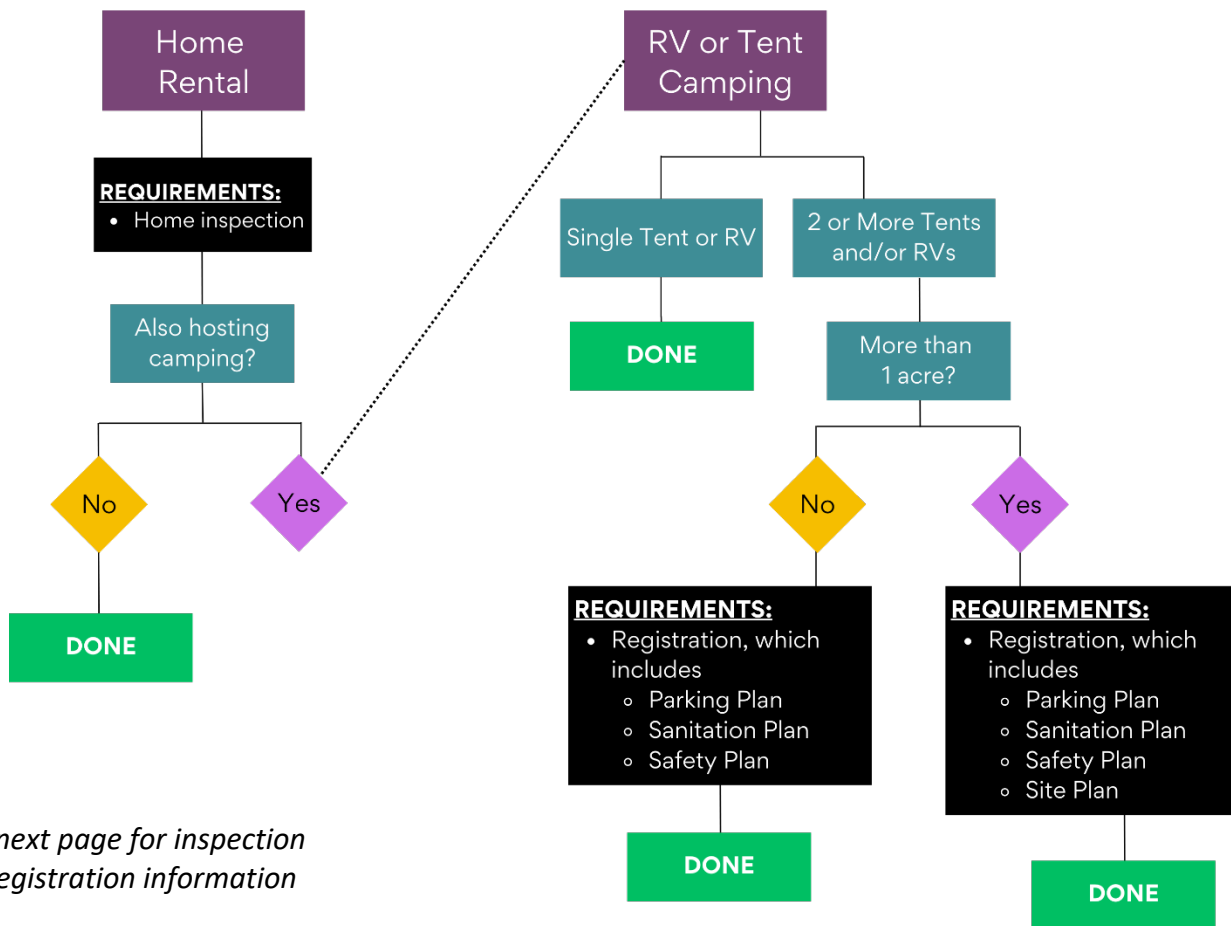 Home
Rental
REQUIREMENTS:
• Home inspection
Also hosting
camping?
No
Yes
DONE
RV or Tent
Camping
Single Tent or RV
DONE
2 or More Tents
and/or RVs
More than
1 acre?
No
Yes
REQUIREMENTS:
• Registration, which
includes
○ Parking Plan
○ Sanitation Plan
○ Safety Plan
DONE
REQUIREMENTS:
• Registration, which
includes
○ Parking Plan
○ Sanitation Plan
○ Safety Plan
○ Site Plan
DONE
next page for inspection
egistration information